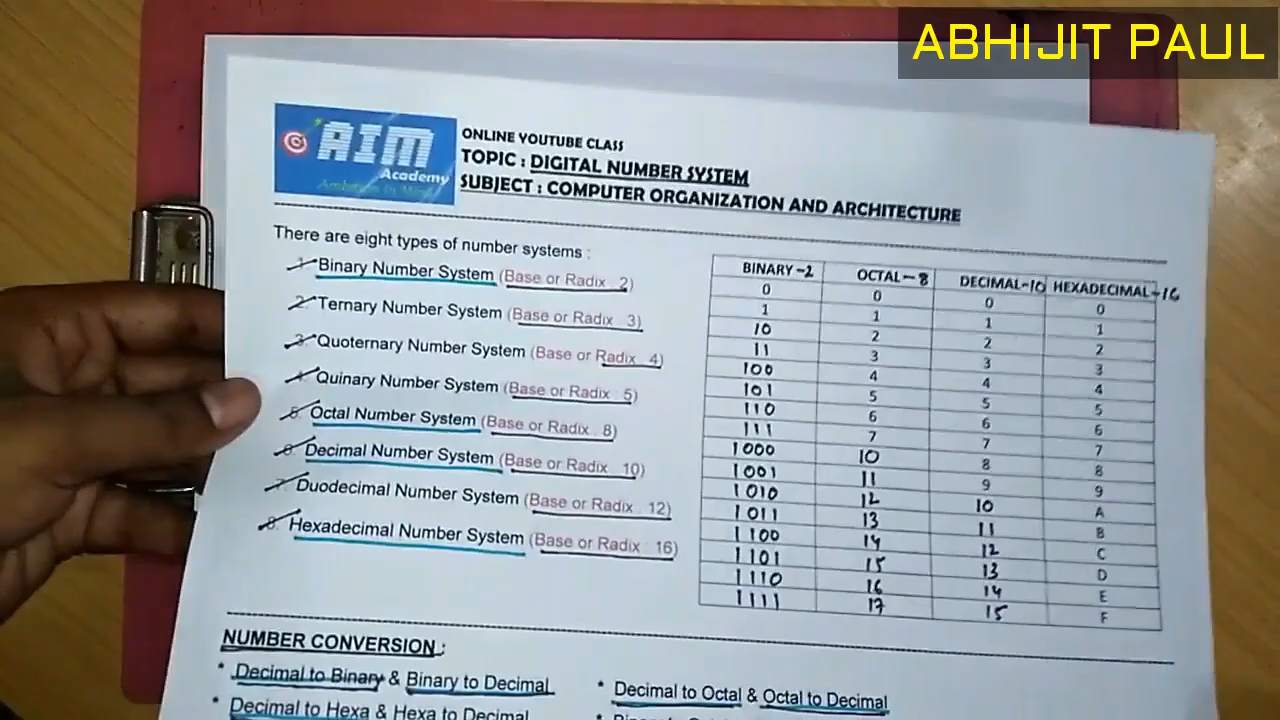 ABHIJIT PAUL
AIM
Academy
Ambition In Mind
ONLINE YOUTUBE CLASS
TOPIC : DIGITAL NUMBER SYSTEM
SUBJECT : COMPUTER ORGANIZATION AND ARCHITECTURE
There are eight types of number systems :
1. Binary Number System (Base or Radix : 2)
2. Ternary Number System (Base or Radix : 3)
3. Quoternary Number System (Base or Radix : 4)
4. Quinary Number System (Base or Radix : 5)
5. Octal Number System (Base or Radix : 8)
6. Decimal Number System (Base or Radix : 10)
7. Duodecimal Number System (Base or Radix : 12)
8. Hexadecimal Number System (Base or Radix : 16)
BINARY-2 OCTAL-8 DECIMAL-10 HEXADECIMAL-16
0 0 0 0
1 1 1 1
10 2 2 2
11 3 3 3
100 4 4 4
101 5 5 5
110 6 6 6
111 7 7 7
1000 10 8 8
1001 11 9 9
1010 12 10 A
1011 13 11 B
1100 14 12 C
1101 15 13 D
1110 16 14 E
1111 17 15 F
NUMBER CONVERSION :
* Decimal to Binary & Binary to Decimal
* Decimal to Octal & Octal to Decimal
* Decimal to Hexa & Hexa to Decimal